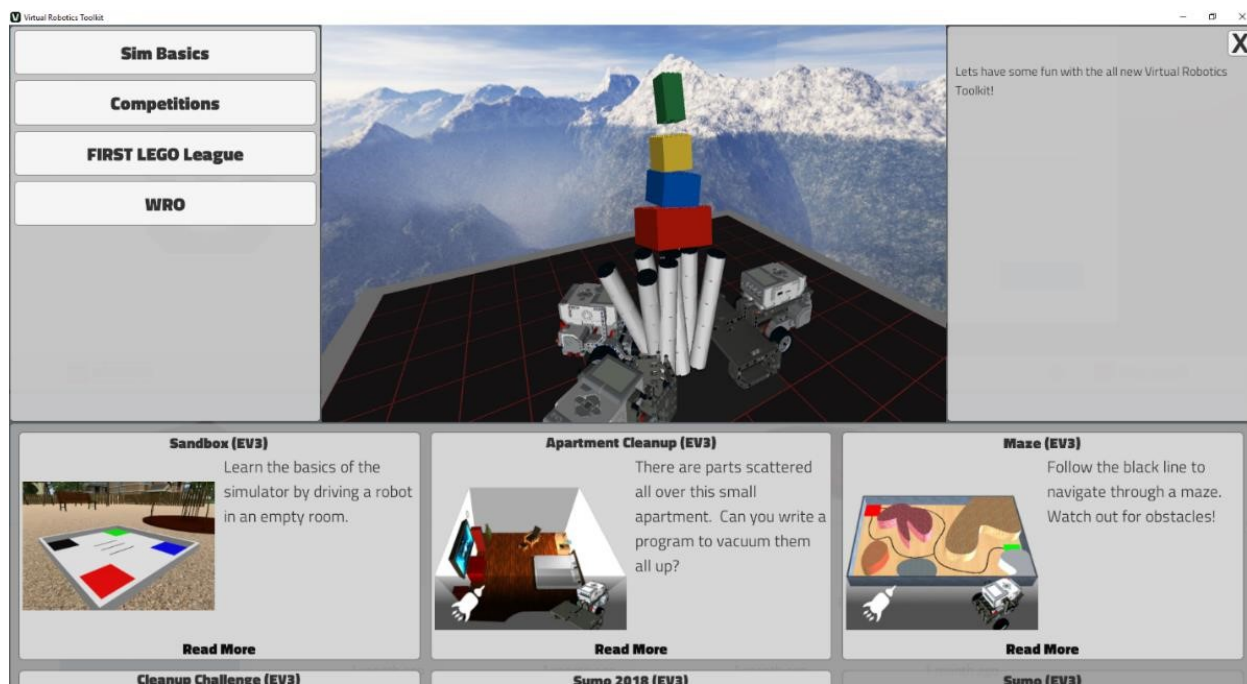 Virtual Robotics Toolkit
Sim Basics
Competitions
FIRST LEGO League
WRO
X
Lets have some fun with the all new Virtual Robotics
Toolkit!
Sandbox (EV3)
Learn the basics of the
simulator by driving a robot
in an empty room.
Read More
Apartment Cleanup (EV3)
There are parts scattered
all over this small
apartment. Can you write a
program to vacuum them
all up?
Read More
Maze (EV3)
Follow the black line to
navigate through a maze.
Watch out for obstacles!
Read More
Cleanup Challenge (EV3)
Sumo 2018 (EV3)
Sumo (EV3)